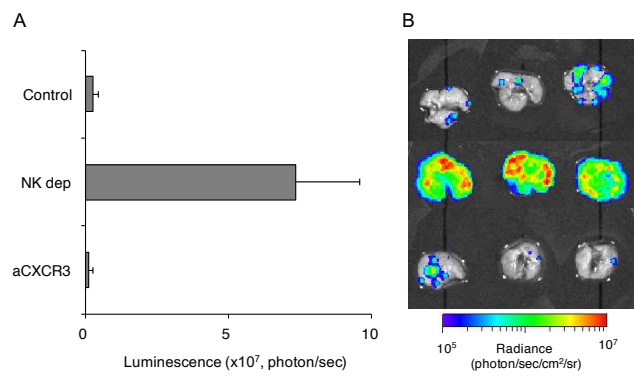 A
B
Control
NK dep
aCXCR3
0
5
10
Luminescence (x10⁷, photon/sec)
10⁵
Radiance
10⁷
(photon/sec/cm²/sr)